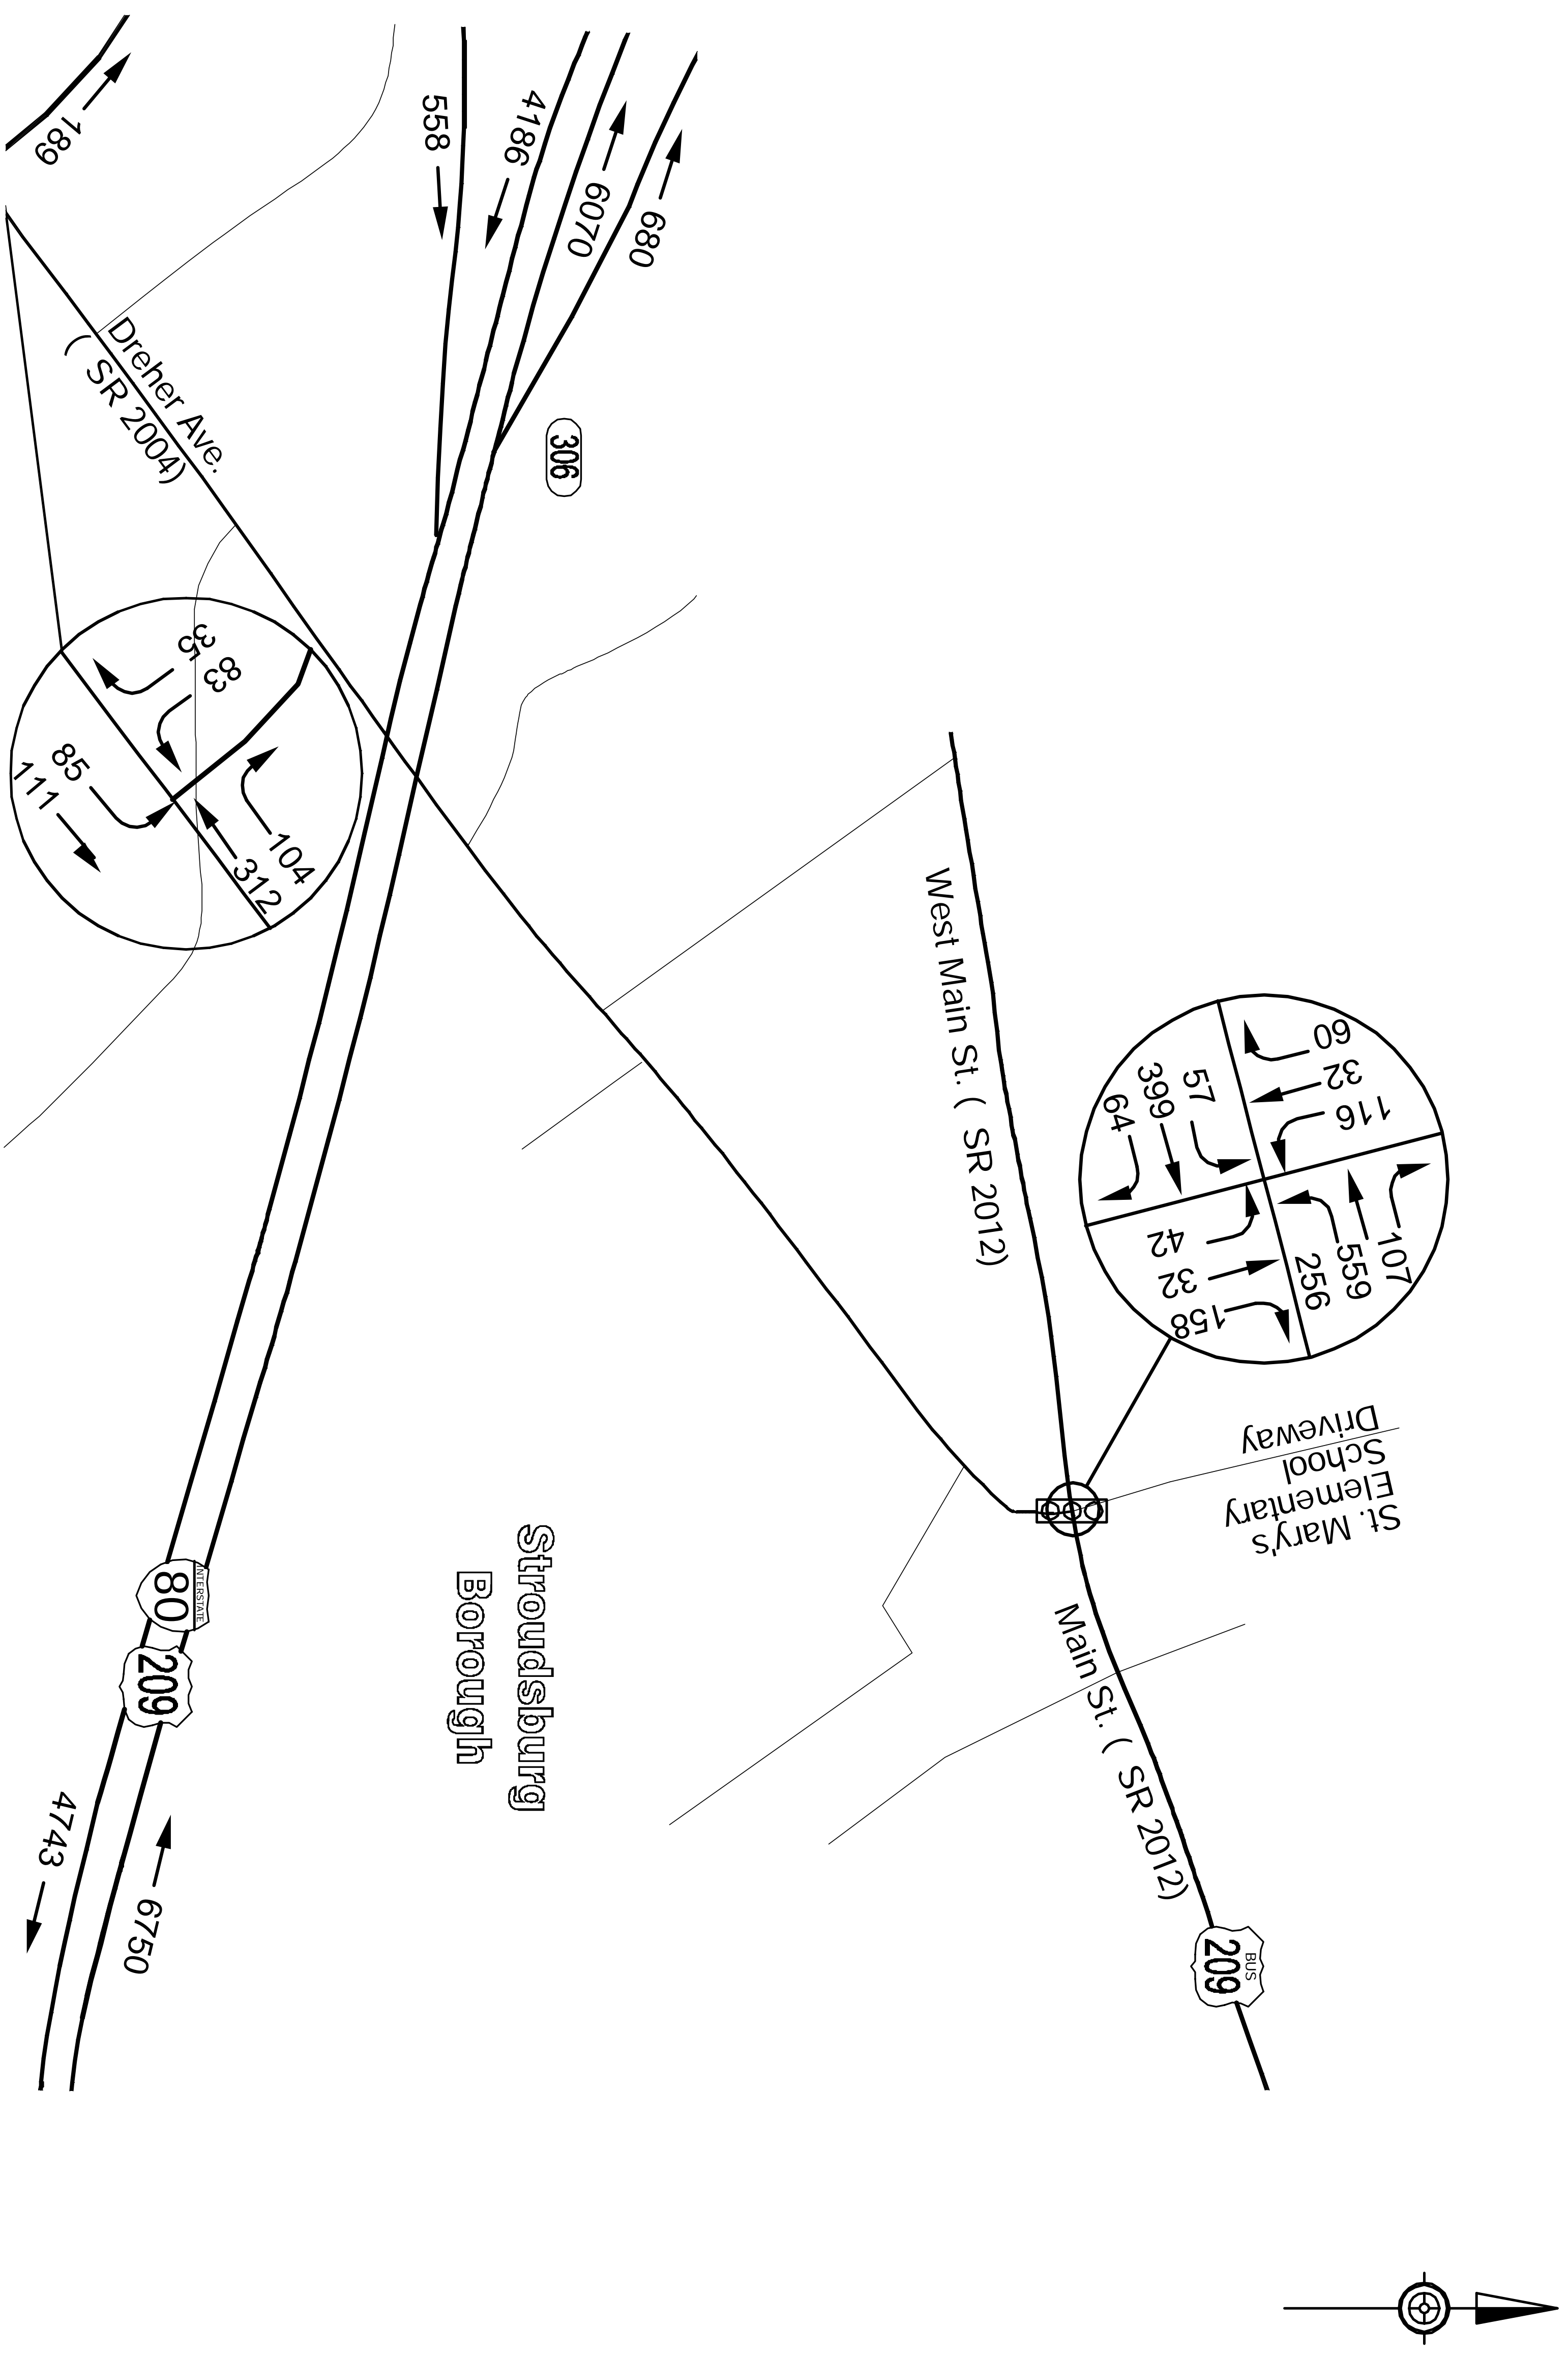 189
558
4186
6070
680
Dreher Ave.
( SR 2004)
306
33
83
85
111
104
312
West Main St. ( SR 2012)
60
32
116
57
399
64
42
32
158
256
559
107
St. Mary's
Elementary
School
Driveway
Stroudsburg
Borough
INTERSTATE
80
209
Main St. ( SR 2012)
4743
6750
BUS
209